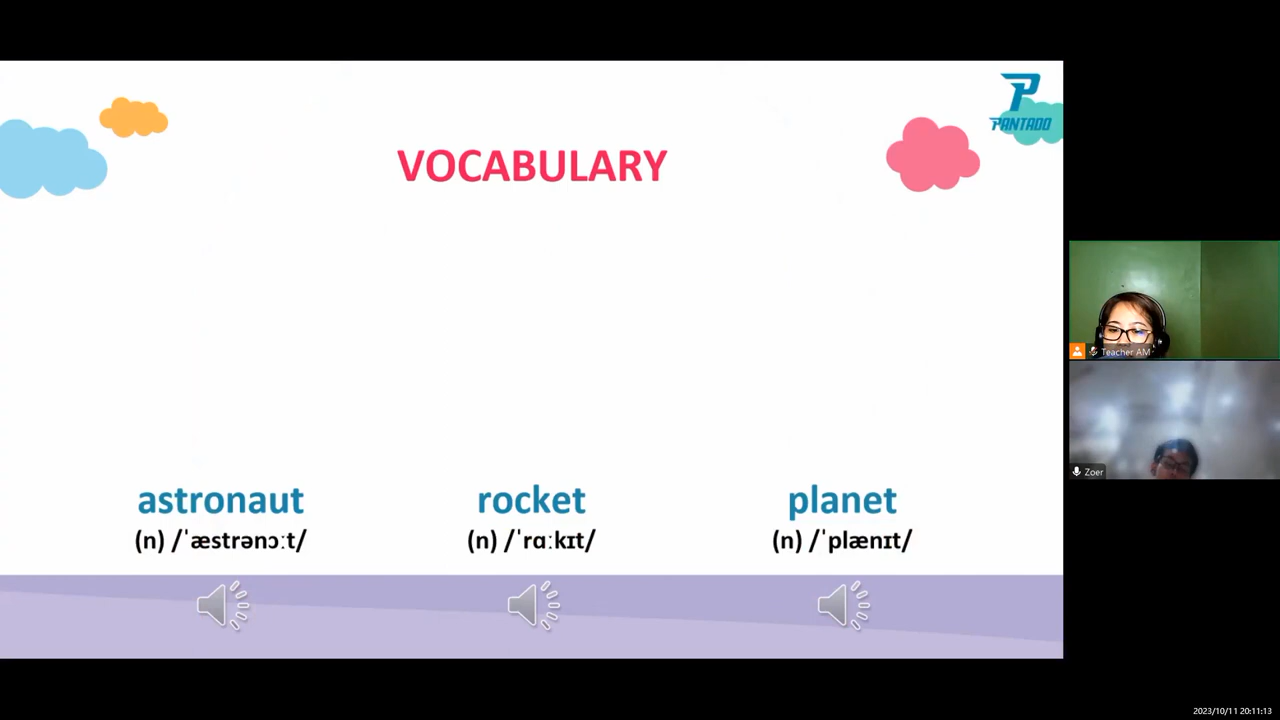 PANTADO
VOCABULARY
astronaut
(n) /ˈæstrənɔːt/
rocket
(n) /ˈrɑːkɪt/
planet
(n) /ˈplænɪt/
Teacher AM
Zoer
2023/10/11 20:11:13